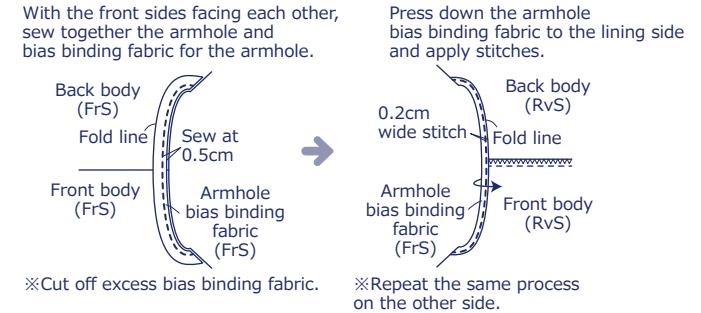 With the front sides facing each other,
sew together the armhole and
bias binding fabric for the armhole.
Back body
(FrS)
Fold line
Sew at
0.5cm
Front body
(FrS)
Armhole
bias binding
fabric
(FrS)
※Cut off excess bias binding fabric.
Press down the armhole
bias binding fabric to the lining side
and apply stitches.
Back body
(RvS)
0.2cm
wide stitch
Fold line
Armhole
bias binding
fabric
(FrS)
Front body
(RvS)
※Repeat the same process
on the other side.